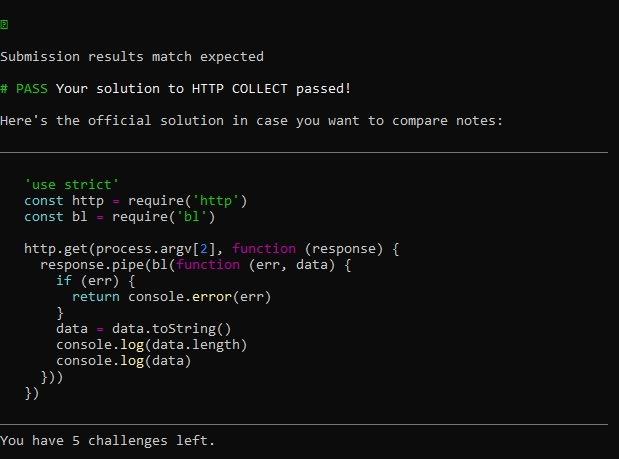 Submission results match expected
# PASS Your solution to HTTP COLLECT passed!
Here's the official solution in case you want to compare notes:
'use strict'
const http = require('http')
const bl = require('bl')
http.get(process.argv[2], function (response) {
response.pipe(bl(function (err, data) {
if (err) {
return console.error(err)
}
data = data.toString()
console.log(data.length)
console.log(data)
}))
})
You have 5 challenges left.